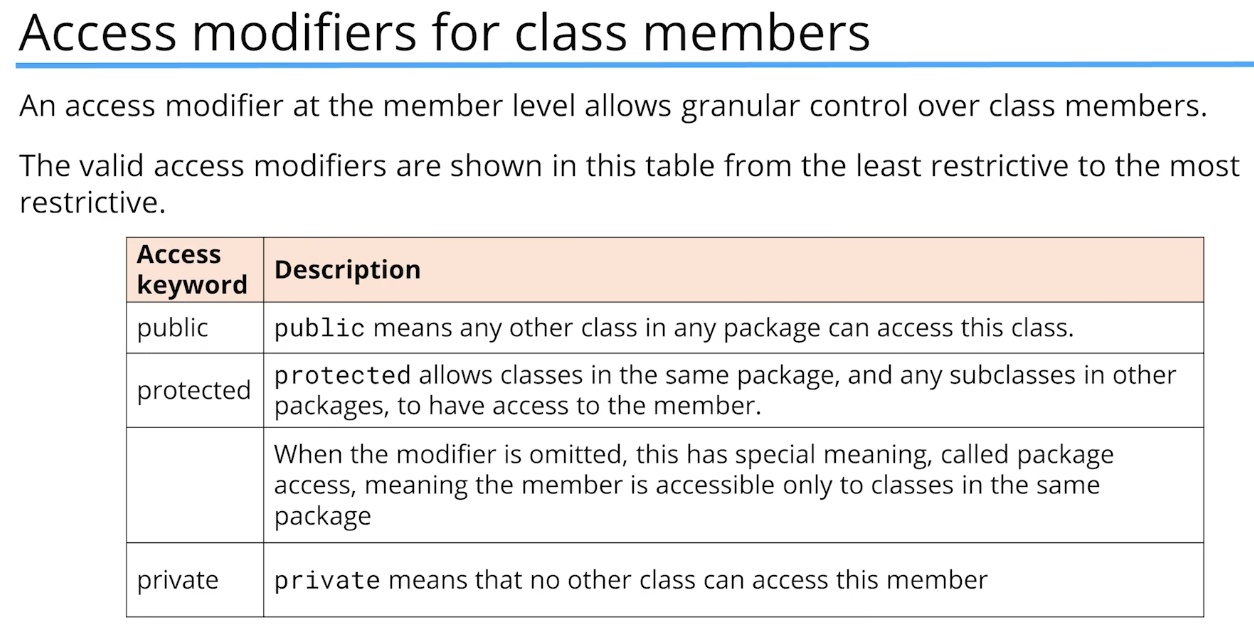 Access modifiers for class members
An access modifier at the member level allows granular control over class members.
The valid access modifiers are shown in this table from the least restrictive to the most
restrictive.
Access
keyword
Description
public
public means any other class in any package can access this class.
protected
protected allows classes in the same package, and any subclasses in other
packages, to have access to the member.
When the modifier is omitted, this has special meaning, called package
access, meaning the member is accessible only to classes in the same
package
private
private means that no other class can access this member